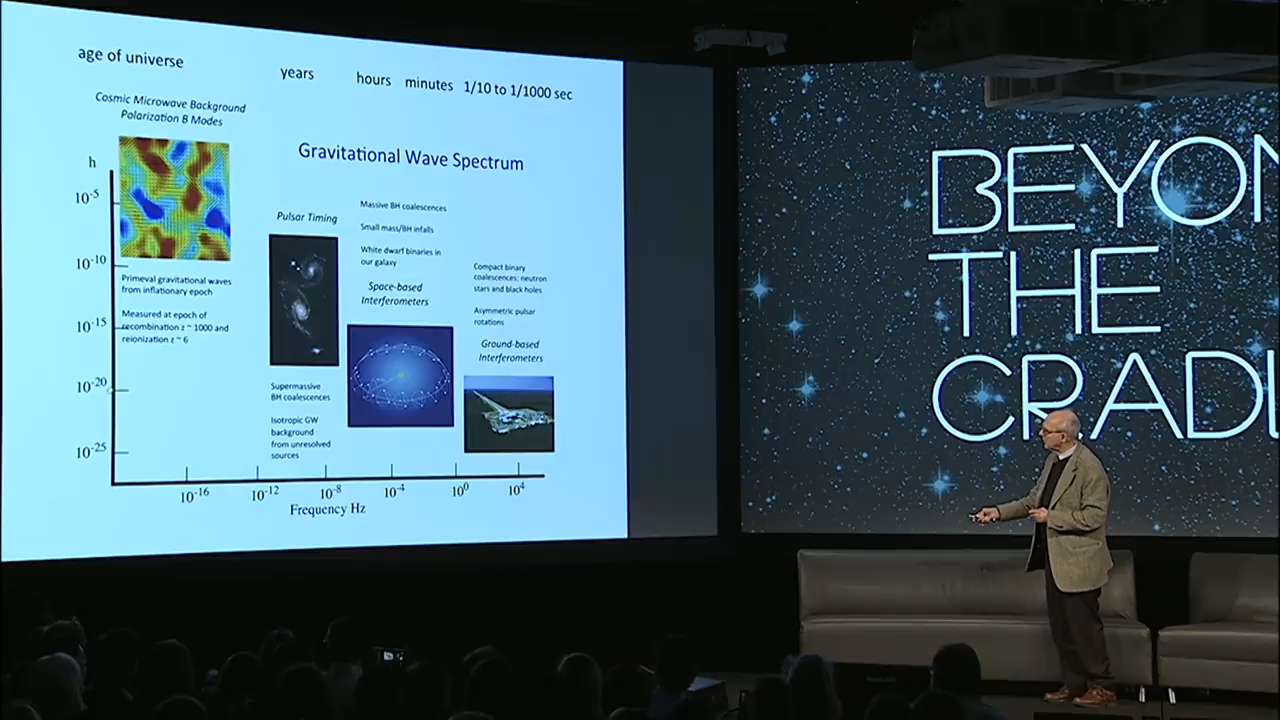 age of universe
years
hours
minutes
1/10 to 1/1000 sec
Cosmic Microwave Background
Polarization B Modes
Gravitational Wave Spectrum
h
10-5
10-10
10-15
10-20
10-25
Primeval gravitational waves
from inflationary epoch
Measured at epoch of
recombination z ~ 1000 and
reionization z ~ 6
Pulsar Timing
Supermassive
BH coalescences
Isotropic GW
background
from unresolved
sources
Massive BH coalescences
Small mass/BH infalls
White dwarf binaries in
our galaxy
Space-based
Interferometers
Compact binary
coalescences: neutron
stars and black holes
Asymmetric pulsar
rotations
Ground-based
Interferometers
10-16
10-12
10-8
10-4
100
104
Frequency Hz
BEYON
THE
CRADL